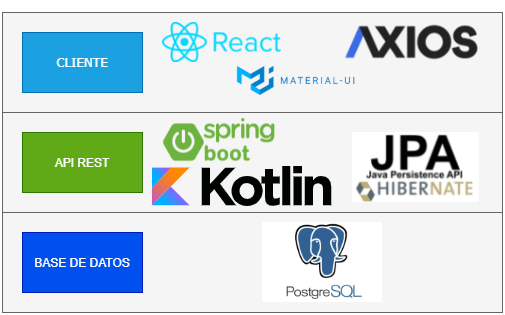 CLIENTE
React
AXIOS
MATERIAL-UI
API REST
spring
boot
Kotlin
JPA
Java Persistence API
HIBERNATE
BASE DE DATOS
PostgreSQL